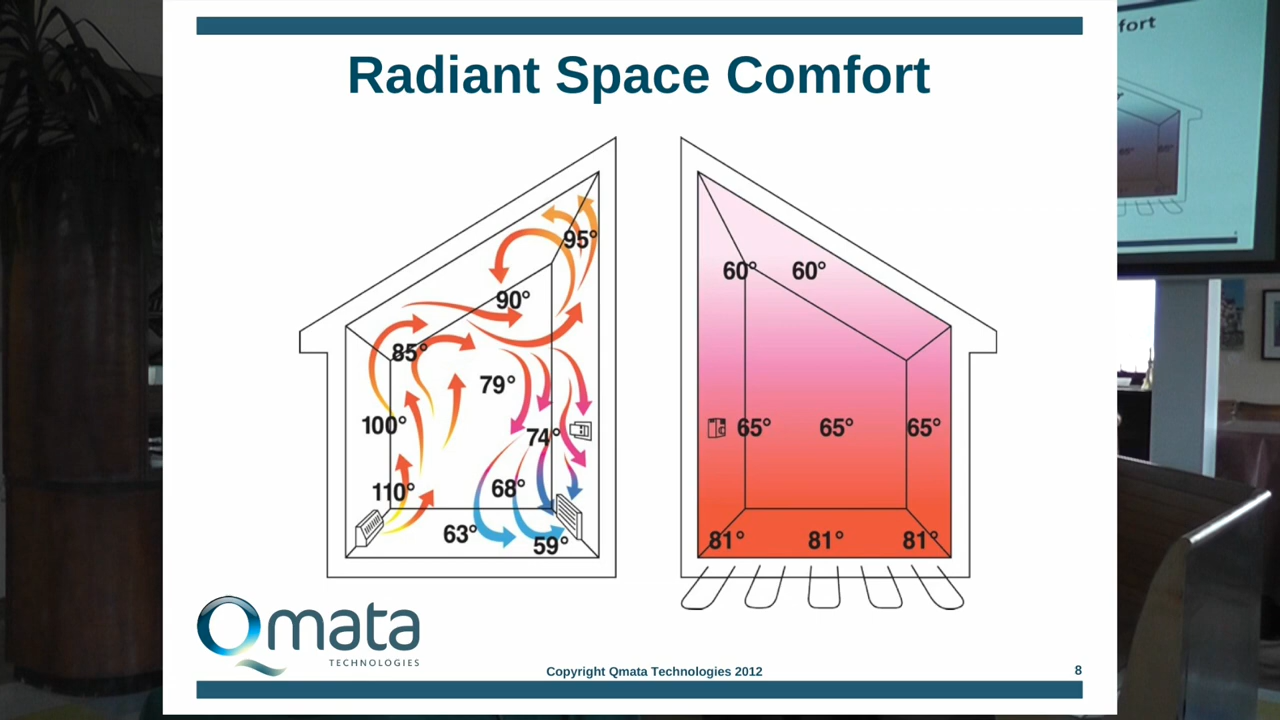 Radiant Space Comfort
95°
90°
85°
79°
100°
74°
110°
68°
63°
59°
60° 60°
65° 65° 65°
81° 81° 81°
Qmata
TECHNOLOGIES
Copyright Qmata Technologies 2012
8
fort
65°